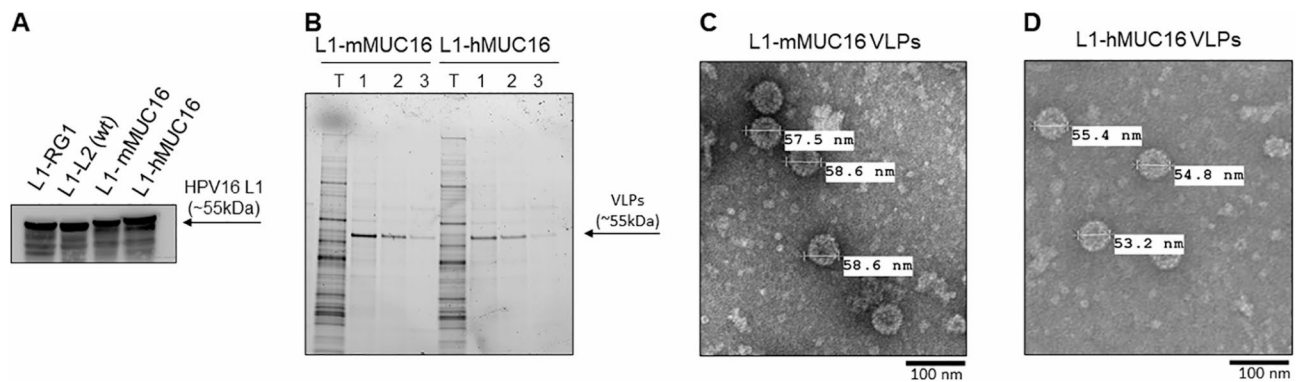 A
L1-RG1
L1-L2 (wt)
L1-mMUC16
L1-hMUC16
HPV16 L1
(~55kDa)
B
L1-mMUC16 L1-hMUC16
T 1 2 3 T 1 2 3
VLPs
(~55kDa)
C
L1-mMUC16 VLPs
57.5 nm
58.6 nm
58.6 nm
100 nm
D
L1-hMUC16 VLPs
55.4 nm
54.8 nm
53.2 nm
100 nm